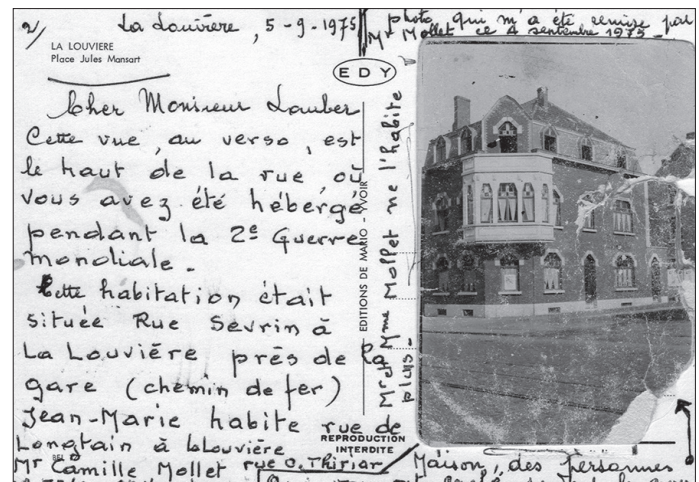 2/
La Louvière, 5-9-1975
LA LOUVIERE
Place Jules Mansart
Cher Monsieur Lauber
Cette vue, au verso, est
le haut de la rue où
vous avez été hébergé
pendant la 2e Guerre
mondiale.
Cette habitation était
située Rue Sevrin à
La Louvière près de la
gare (chemin de fer)
Jean-Marie habite rue de
Longtain à LaLouvière
Mr Camille Mollet rue O. Thiriar
EDY
EDITIONS DE MARIO - YVOIR
REPRODUCTION
INTERDITE
photo qui m'a été remise par
Mr Mollet ce 4 septembre 1975.
Mr et Mme Mollet ne l'habite
plus.
Maison, des personnes